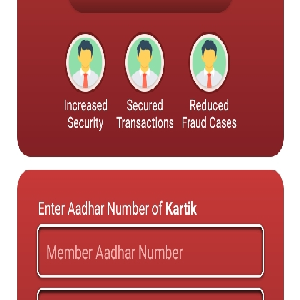 Increased Security
Secured Transactions
Reduced Fraud Cases
Enter Aadhar Number of Kartik
Member Aadhar Number